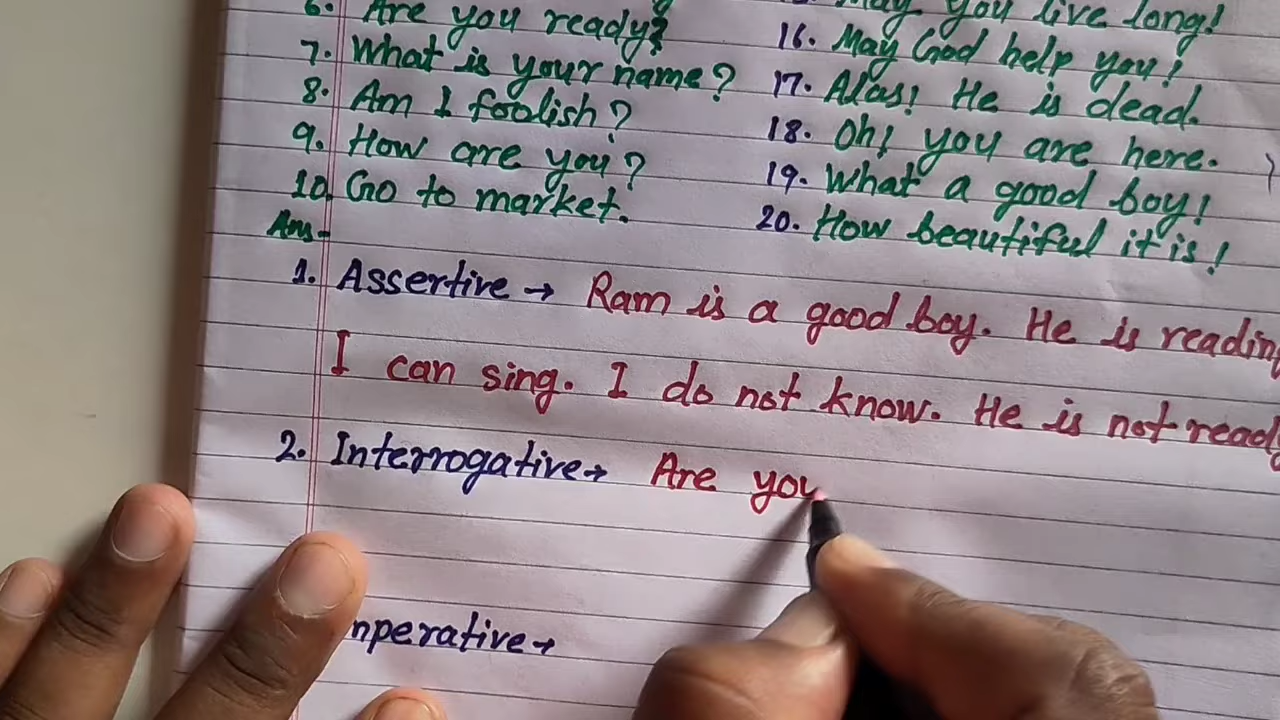 6. Are you ready?
7. What is your name?
8. Am I foolish?
9. How are you?
10. Go to market.
May you live long!
16. May God help you!
17. Alas! He is dead.
18. Oh! you are here.
19. What a good boy!
20. How beautiful it is!
Ans-
1. Assertive → Ram is a good boy. He is reading
I can sing. I do not know. He is not read
2. Interrogative → Are you
mperative →